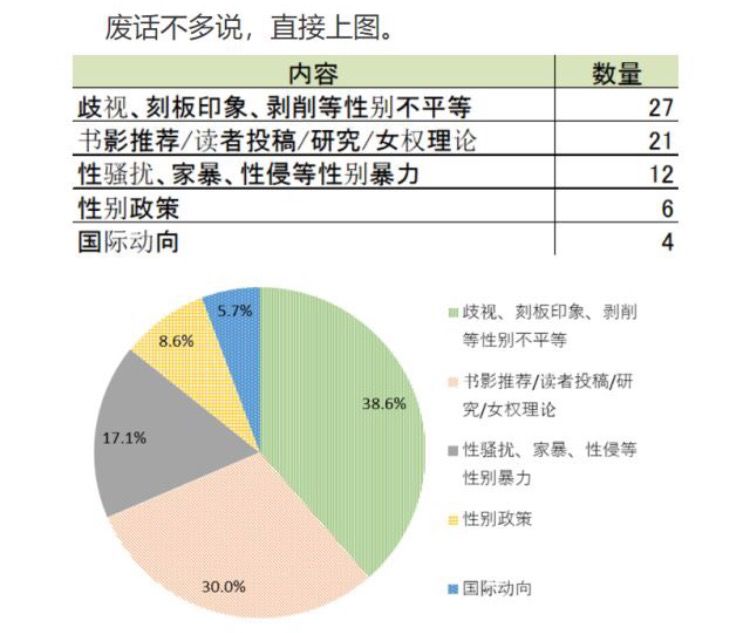 废话不多说，直接上图。
内容 数量
歧视、刻板印象、剥削等性别不平等 27
书影推荐/读者投稿/研究/女权理论 21
性骚扰、家暴、性侵等性别暴力 12
性别政策 6
国际动向 4
5.7%
8.6%
38.6%
17.1%
30.0%
歧视、刻板印象、剥削
等性别不平等
书影推荐/读者投稿/研
究/女权理论
性骚扰、家暴、性侵等
性别暴力
性别政策
国际动向